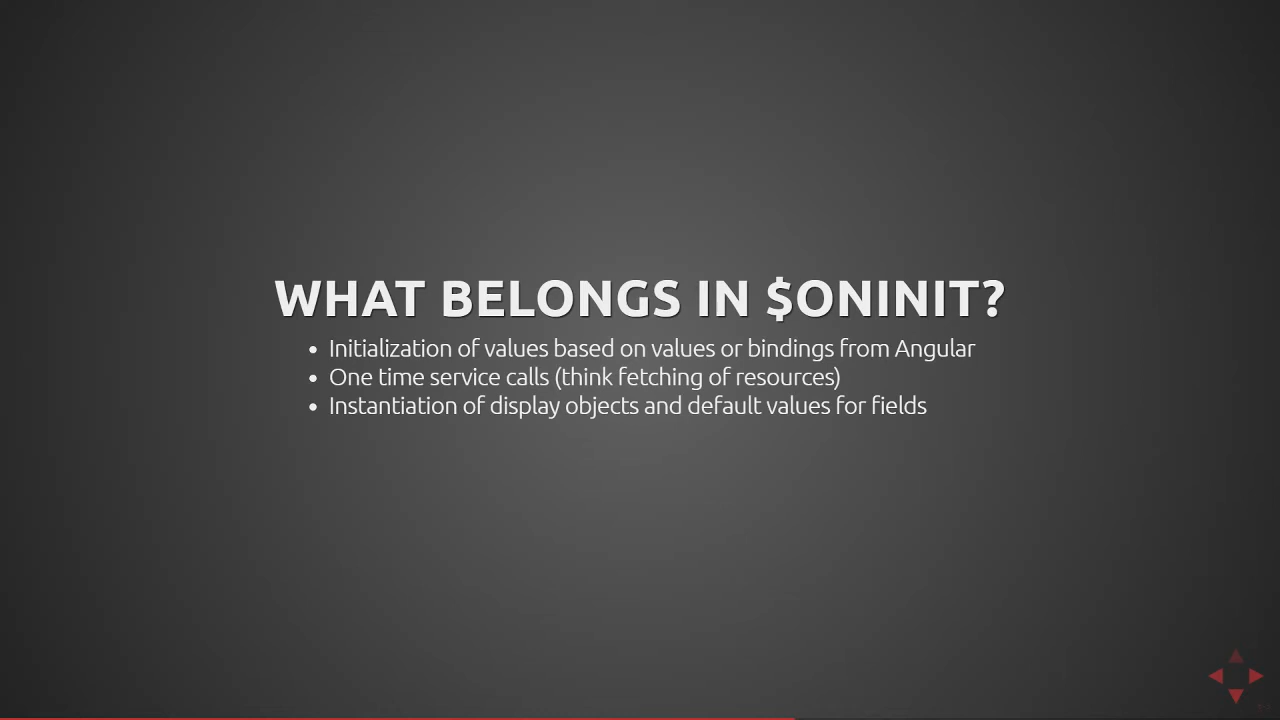 WHAT BELONGS IN $ONINIT?
• Initialization of values based on values or bindings from Angular
• One time service calls (think fetching of resources)
• Instantiation of display objects and default values for fields